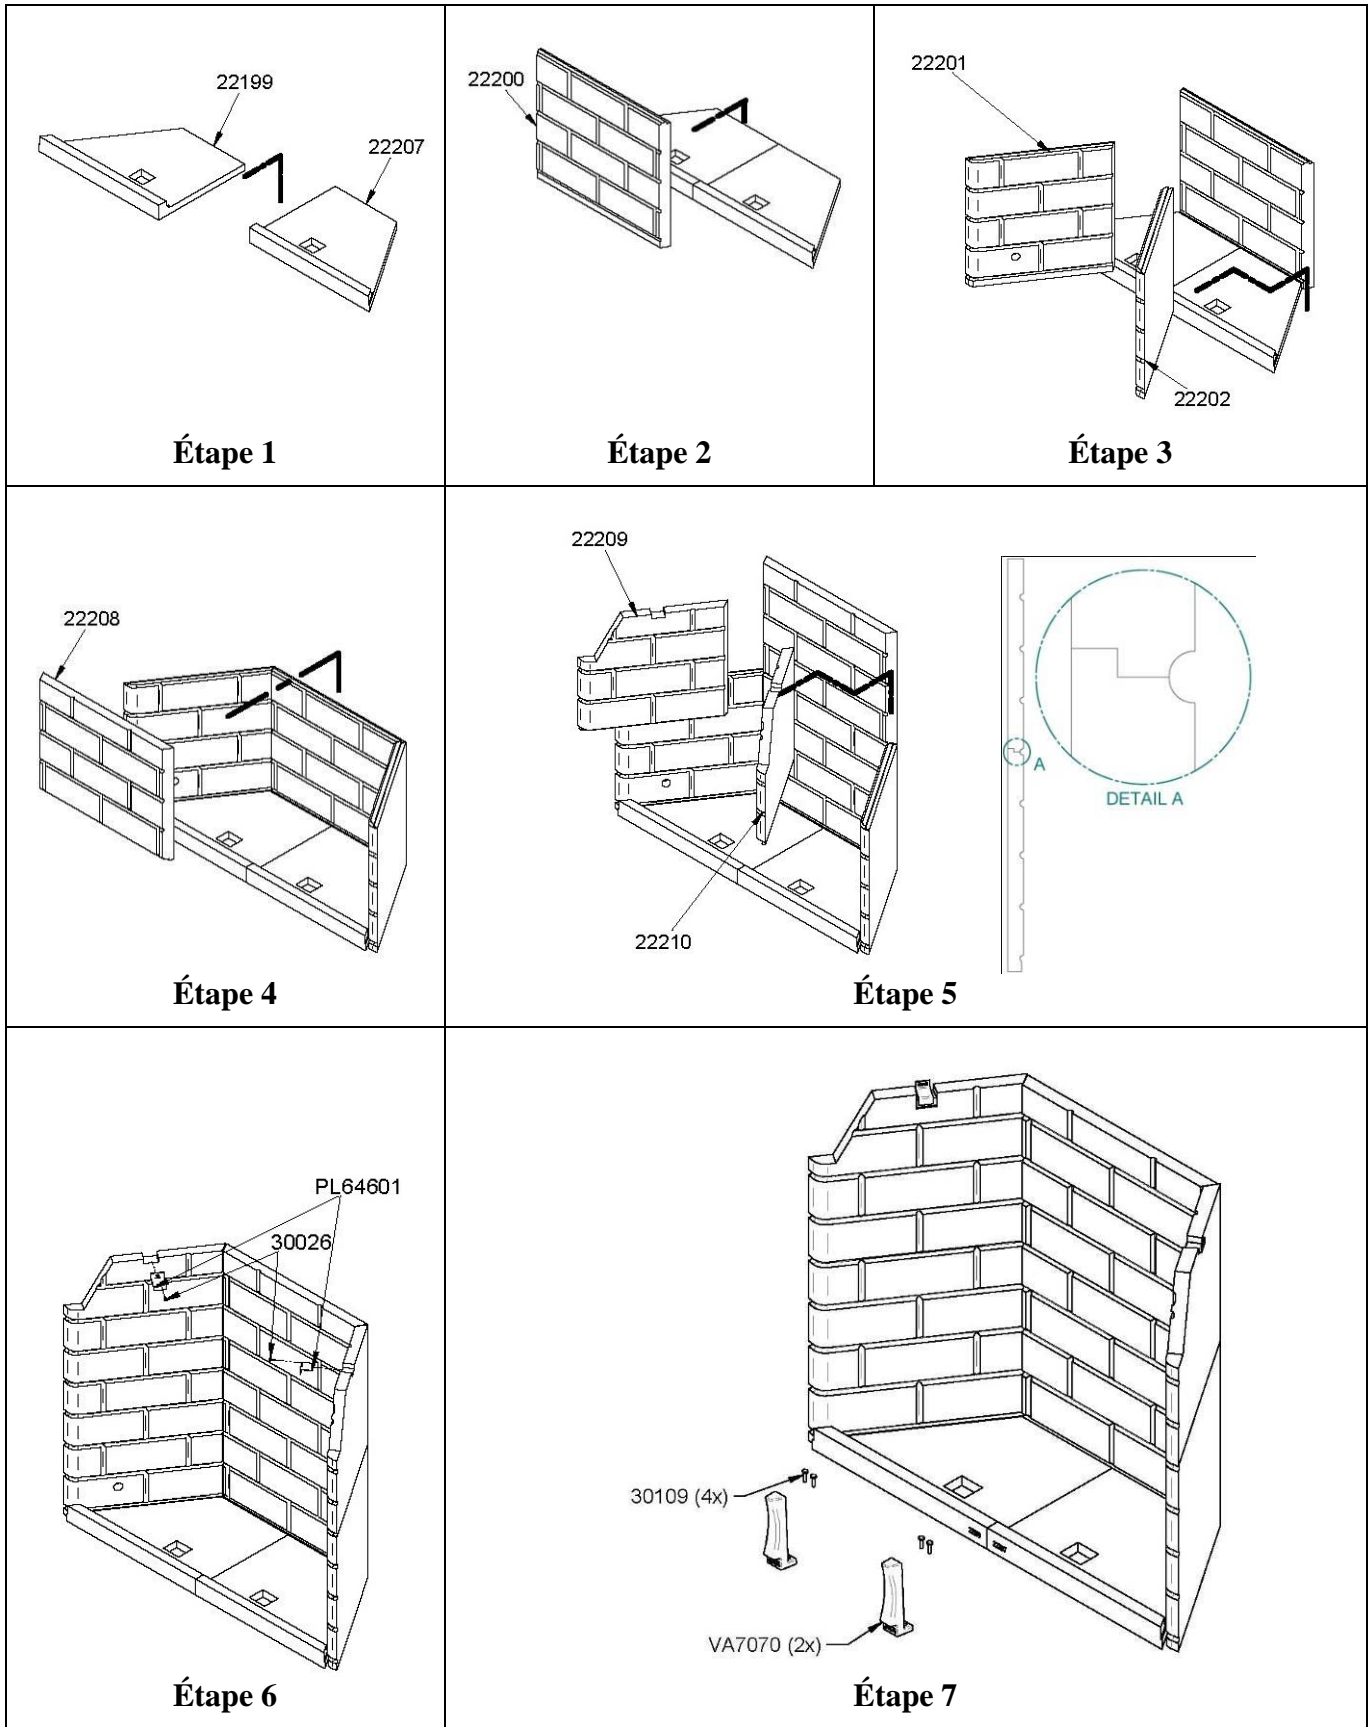 22199
22207
Étape 1
22200
Étape 2
22201
22202
Étape 3
22208
Étape 4
22209
22210
A
DETAIL A
Étape 5
PL64601
30026
Étape 6
30109 (4x)
VA7070 (2x)
Étape 7